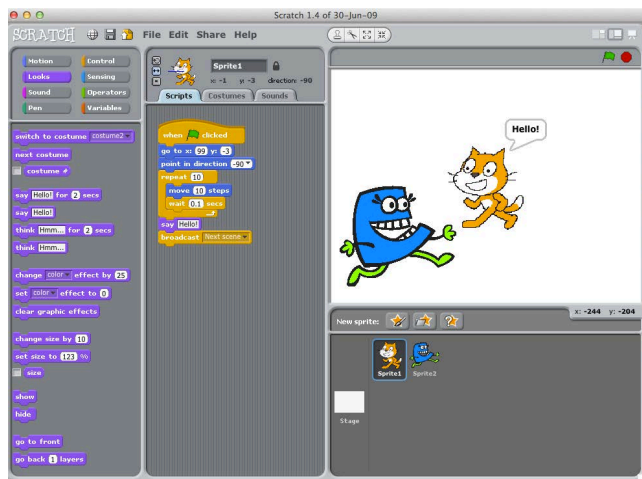 Scratch 1.4 of 30-Jun-09
SCRATCH File Edit Share Help
Motion Control
Looks Sensing
Sound Operators
Pen Variables
switch to costume costume2
next costume
costume #
say Hello! for 2 secs
say Hello!
think Hmm... for 2 secs
think Hmm...
change color effect by 25
set color effect to 0
clear graphic effects
change size by 10
set size to 123 %
size
show
hide
go to front
go back 1 layers
Sprite1
x: -1 y: -3 direction: -90
Scripts Costumes Sounds
when clicked
go to x: 99 y: -3
point in direction -90
repeat 10
move 10 steps
wait 0.1 secs
say Hello!
broadcast Next scene
Hello!
x: -244 y: -204
New sprite:
Sprite1 Sprite2
Stage